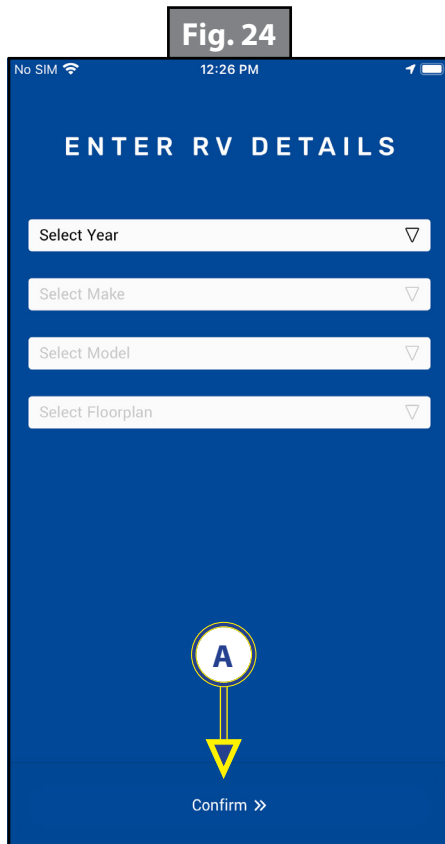 Fig. 24
No SIM 12:26 PM
ENTER RV DETAILS
Select Year
Select Make
Select Model
Select Floorplan
A
Confirm »